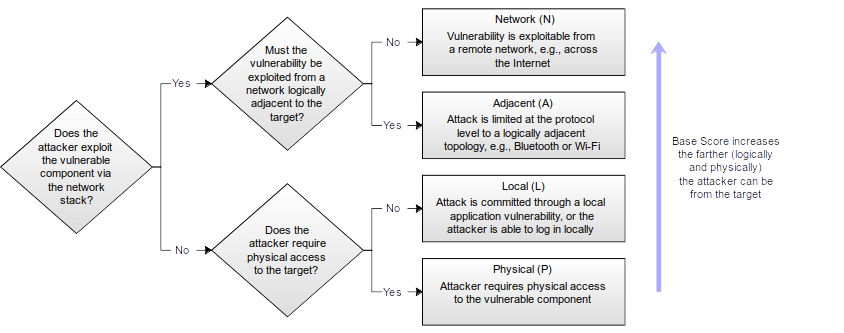 Does the
attacker exploit
the vulnerable
component via
the network
stack?
Yes
No
Must the
vulnerability be
exploited from a
network logically
adjacent to the
target?
No
Yes
Does the
attacker require
physical access
to the target?
No
Yes
Network (N)
Vulnerability is exploitable from
a remote network, e.g., across
the Internet
Adjacent (A)
Attack is limited at the protocol
level to a logically adjacent
topology, e.g., Bluetooth or Wi-Fi
Local (L)
Attack is committed through a local
application vulnerability, or the
attacker is able to log in locally
Physical (P)
Attacker requires physical access
to the vulnerable component
Base Score increases
the farther (logically
and physically)
the attacker can be
from the target